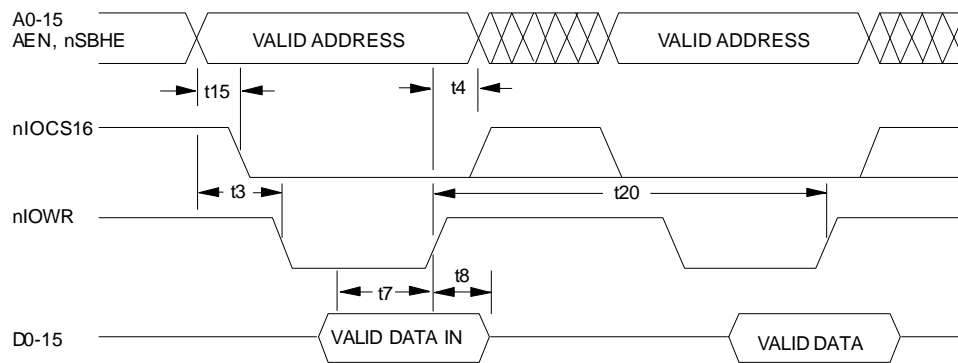 A0-15
AEN, nSBHE
VALID ADDRESS
VALID ADDRESS
t15
t4
nIOCS16
t3
t20
nIOWR
t7
t8
D0-15
VALID DATA IN
VALID DATA